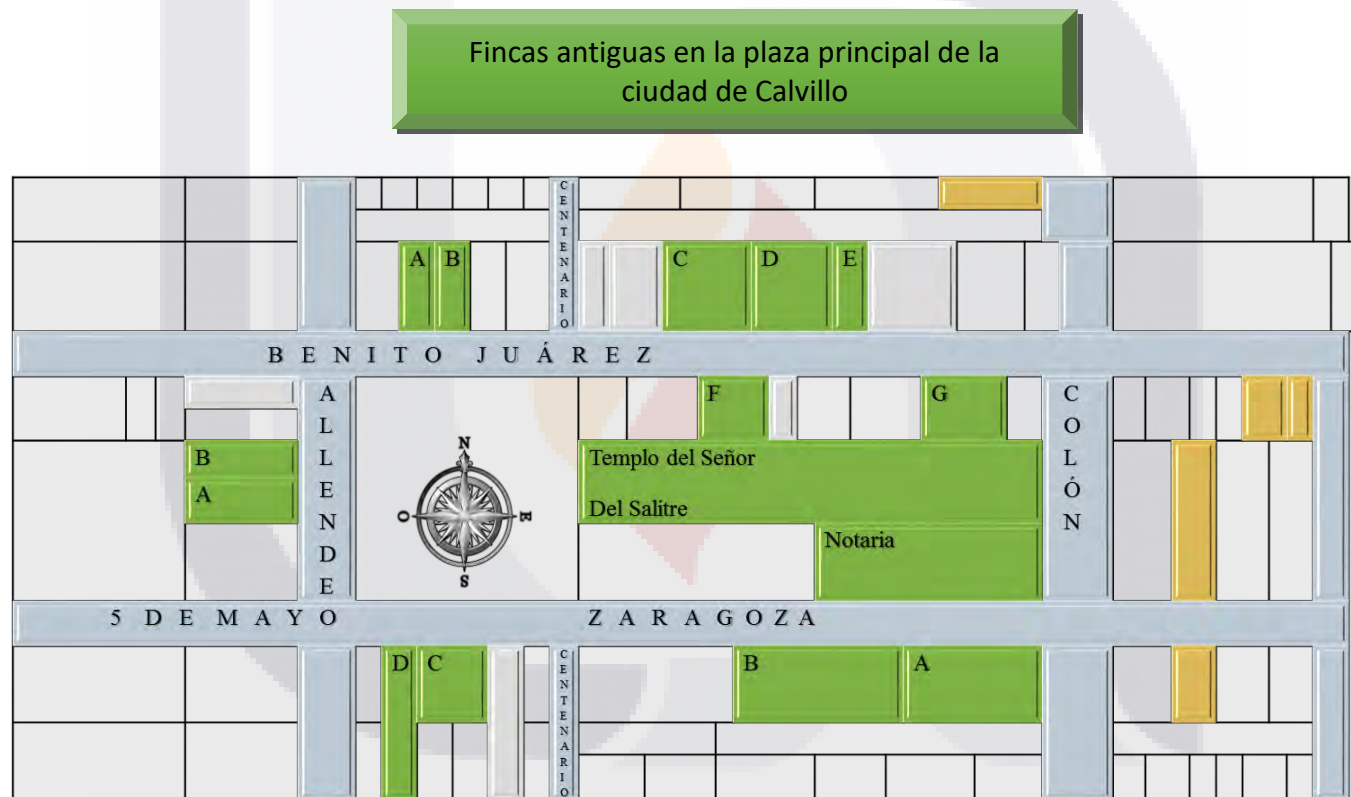 Fincas antiguas en la plaza principal de la
ciudad de Calvillo
CENTENARIO
A B
C D E
BENITO JUÁREZ
ALLENDE
F
G
COLÓN
B
A
N
O
E
S
Templo del Señor
Del Salitre
Notaria
5 DE MAYO
ZARAGOZA
D C
CENTENARIO
B
A